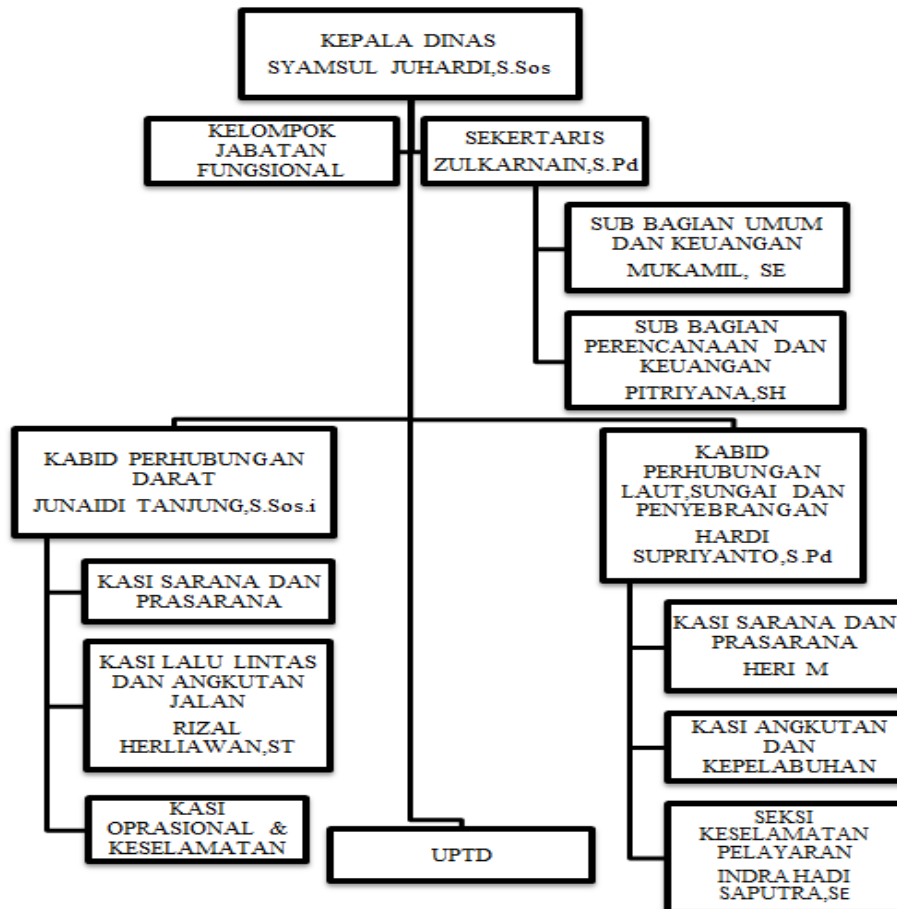 KEPALA DINAS
SYAMSUL JUHARDI,S.Sos
KELOMPOK
JABATAN
FUNGSIONAL
SEKERTARIS
ZULKARNAIN,S.Pd
SUB BAGIAN UMUM
DAN KEUANGAN
MUKAMIL, SE
SUB BAGIAN
PERENCANAAN DAN
KEUANGAN
PITRIYANA,SH
KABID PERHUBUNGAN
DARAT
JUNAIDI TANJUNG,S.Sos.i
KASI SARANA DAN
PRASARANA
KASI LALU LINTAS
DAN ANGKUTAN
JALAN
RIZAL
HERLIAWAN,ST
KASI
OPRASIONAL &
KESELAMATAN
UPTD
KABID
PERHUBUNGAN
LAUT,SUNGAI DAN
PENYEBRANGAN
HARDI
SUPRIYANTO,S.Pd
KASI SARANA DAN
PRASARANA
HERI M
KASI ANGKUTAN
DAN
KEPELABUHAN
SEKSI
KESELAMATAN
PELAYARAN
INDRA HADI
SAPUTRA,SE